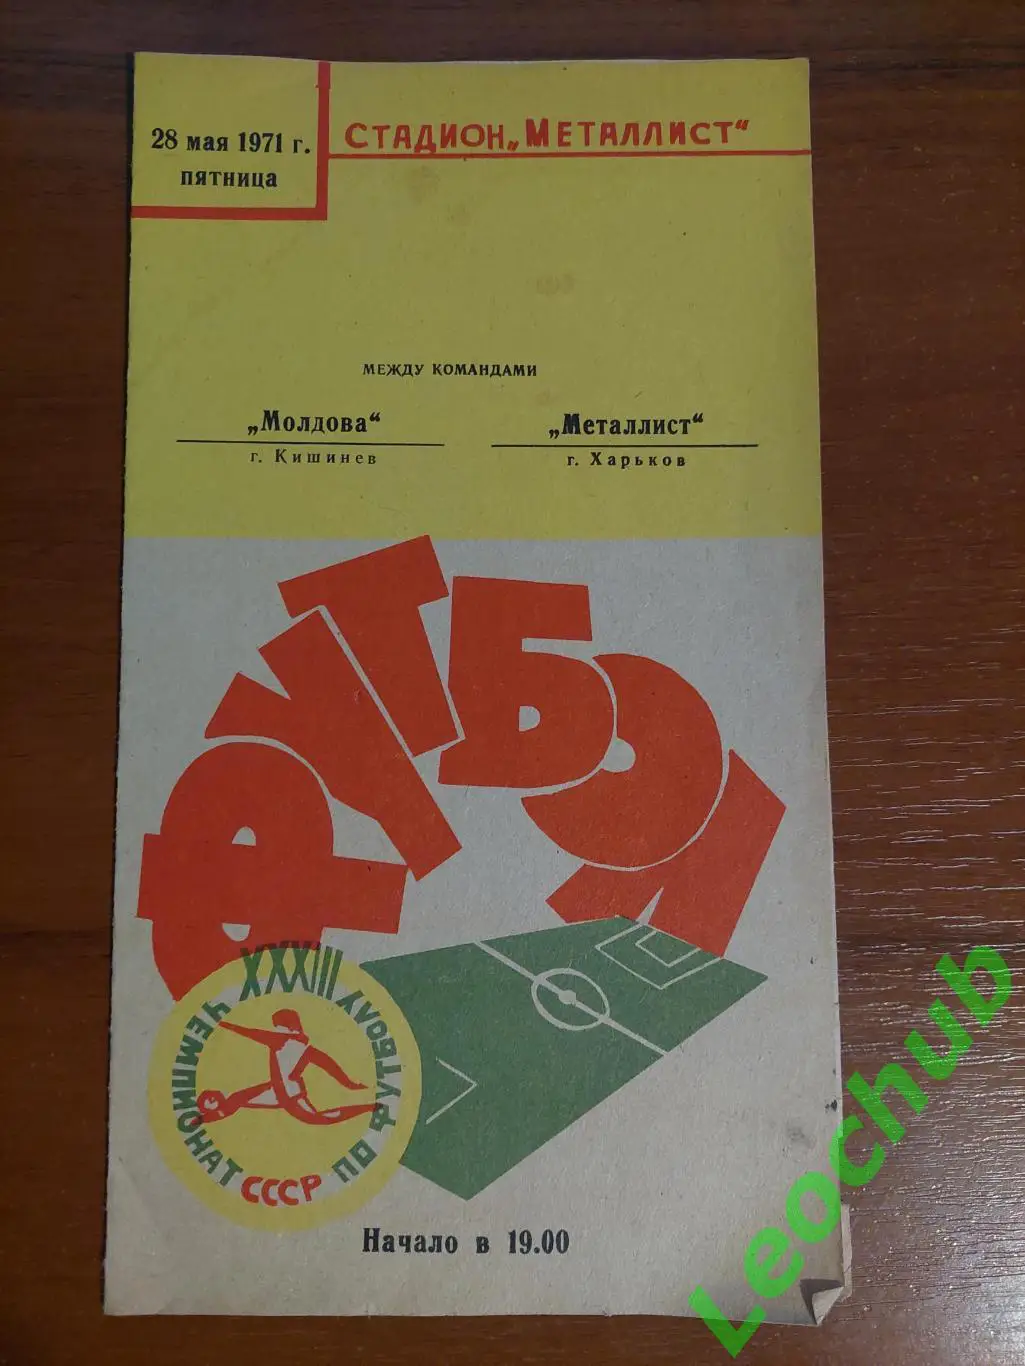 28 мая 1971 г.
пятница
СТАДИОН „МЕТАЛЛИСТ“
МЕЖДУ КОМАНДАМИ
„Молдова“
г. Кишинев
„Металлист“
г. Харьков
ФУТБОЛ
XXXIII
ЧЕМПИОНАТ СССР ПО ФУТБОЛУ
Начало в 19.00
Leochub